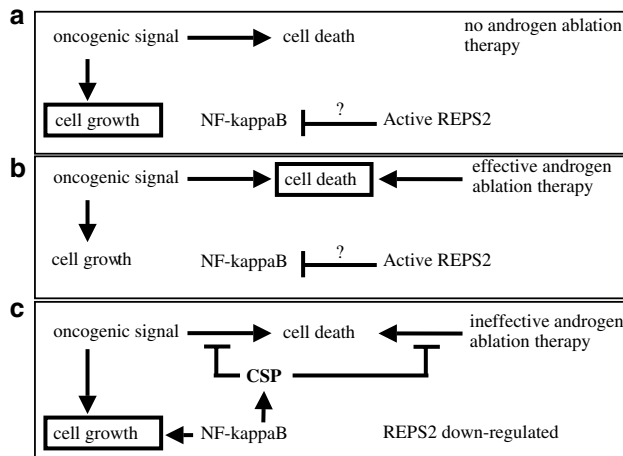 a
oncogenic signal cell death no androgen ablation
therapy
?
cell growth NF-kappaB Active REPS2
b
oncogenic signal cell death effective androgen
ablation therapy
?
cell growth NF-kappaB Active REPS2
c
oncogenic signal cell death ineffective androgen
ablation therapy
CSP
cell growth NF-kappaB REPS2 down-regulated